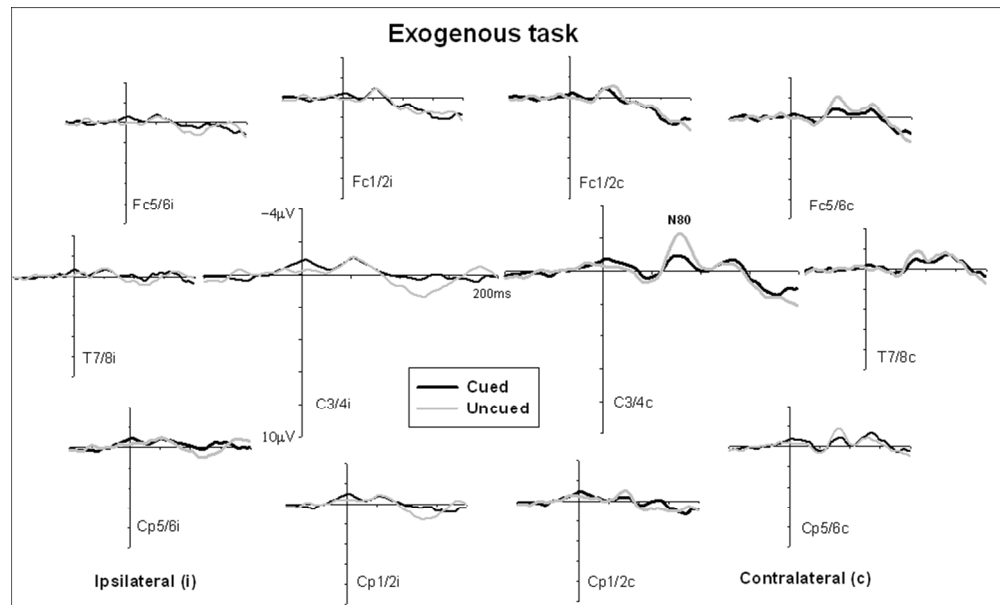 Exogenous task
Fc5/6i
Fc1/2i
Fc1/2c
Fc5/6c
−4µV
N80
200ms
T7/8i
C3/4i
C3/4c
T7/8c
Cued
Uncued
10µV
Cp5/6i
Cp1/2i
Cp1/2c
Cp5/6c
Ipsilateral (i)
Contralateral (c)